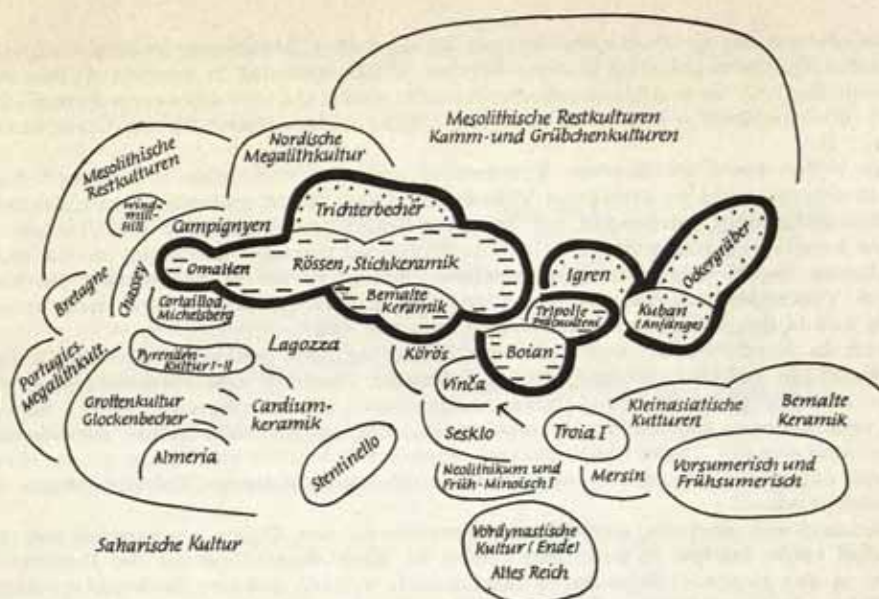 Mesolithische Restkulturen
Kamm- und Grübchenkulturen
Nordische
Megalithkultur
Mesolithische
Restkulturen
Wind-
mill-
Hill
Campignyen
Trichterbecher
Chassey
Omalien
Rössen, Stichkeramik
Bretagne
Cortaillod,
Michelsberg
Bemalte
Keramik
Igren
Ockergräber
Tripolje
Kuban
(Anfänge)
Portugies.
Megalithkult.
Pyrenäen-
Kultur I-II
Lagozza
Körös
Boian
Vinča
Grottenkultur
Glockenbecher
Cardium-
keramik
Kleinasiatische
Kulturen
Bemalte
Keramik
Almeria
Stentinello
Sesklo
Troia I
Neolithikum und
Früh-Minoisch I
Mersin
Vorsumerisch und
Frühsumerisch
Saharische Kultur
Vordynastische
Kultur (Ende)
Altes Reich